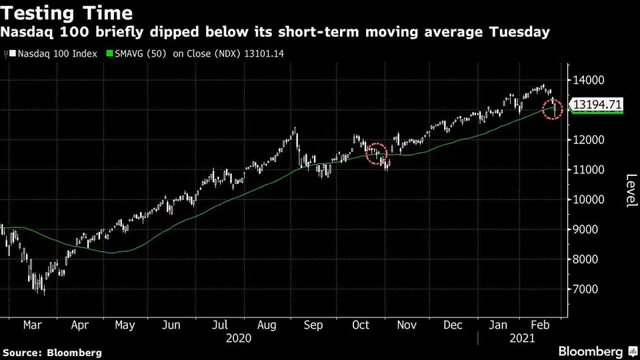 Testing Time
Nasdaq 100 briefly dipped below its short-term moving average Tuesday
Nasdaq 100 Index SMAVG (50) on Close (NDX) 13101.14
14000
13194.71
12000
11000
10000
9000
8000
7000
Level
Mar Apr May Jun Jul Aug Sep Oct Nov Dec Jan Feb
2020 2021
Source: Bloomberg Bloomberg